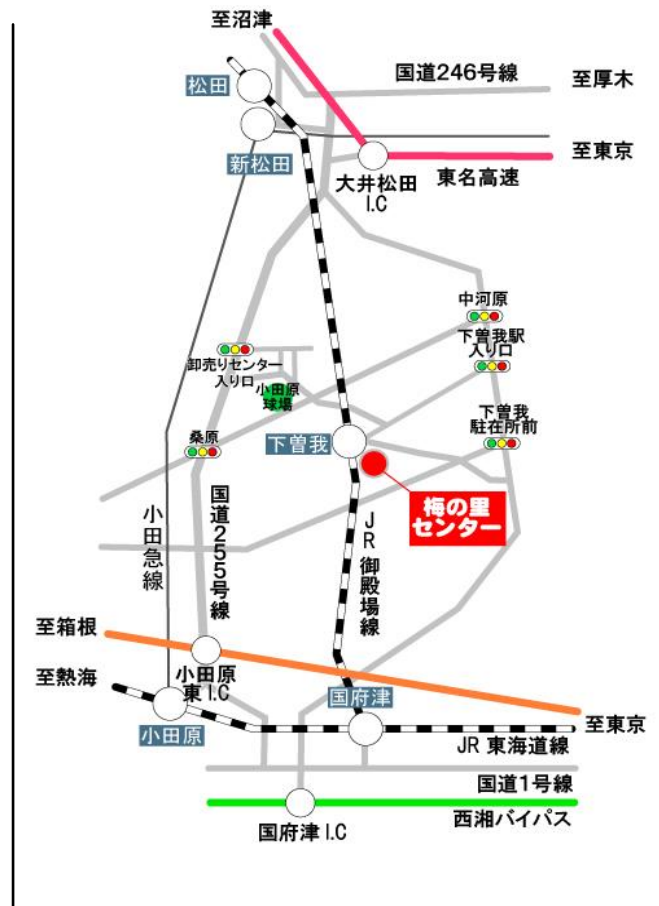 至沼津
国道246号線
至厚木
松田
新松田
至東京
大井松田
I.C
東名高速
中河原
下曽我駅
入り口
卸売りセンター
入り口
小田原
球場
下曽我
駐在所前
桑原
下曽我
梅の里
センター
小田急線
国道255号線
JR御殿場線
至箱根
小田原
東 I.C
至熱海
国府津
小田原
至東京
JR 東海道線
国道1号線
国府津 I.C
西湘バイパス